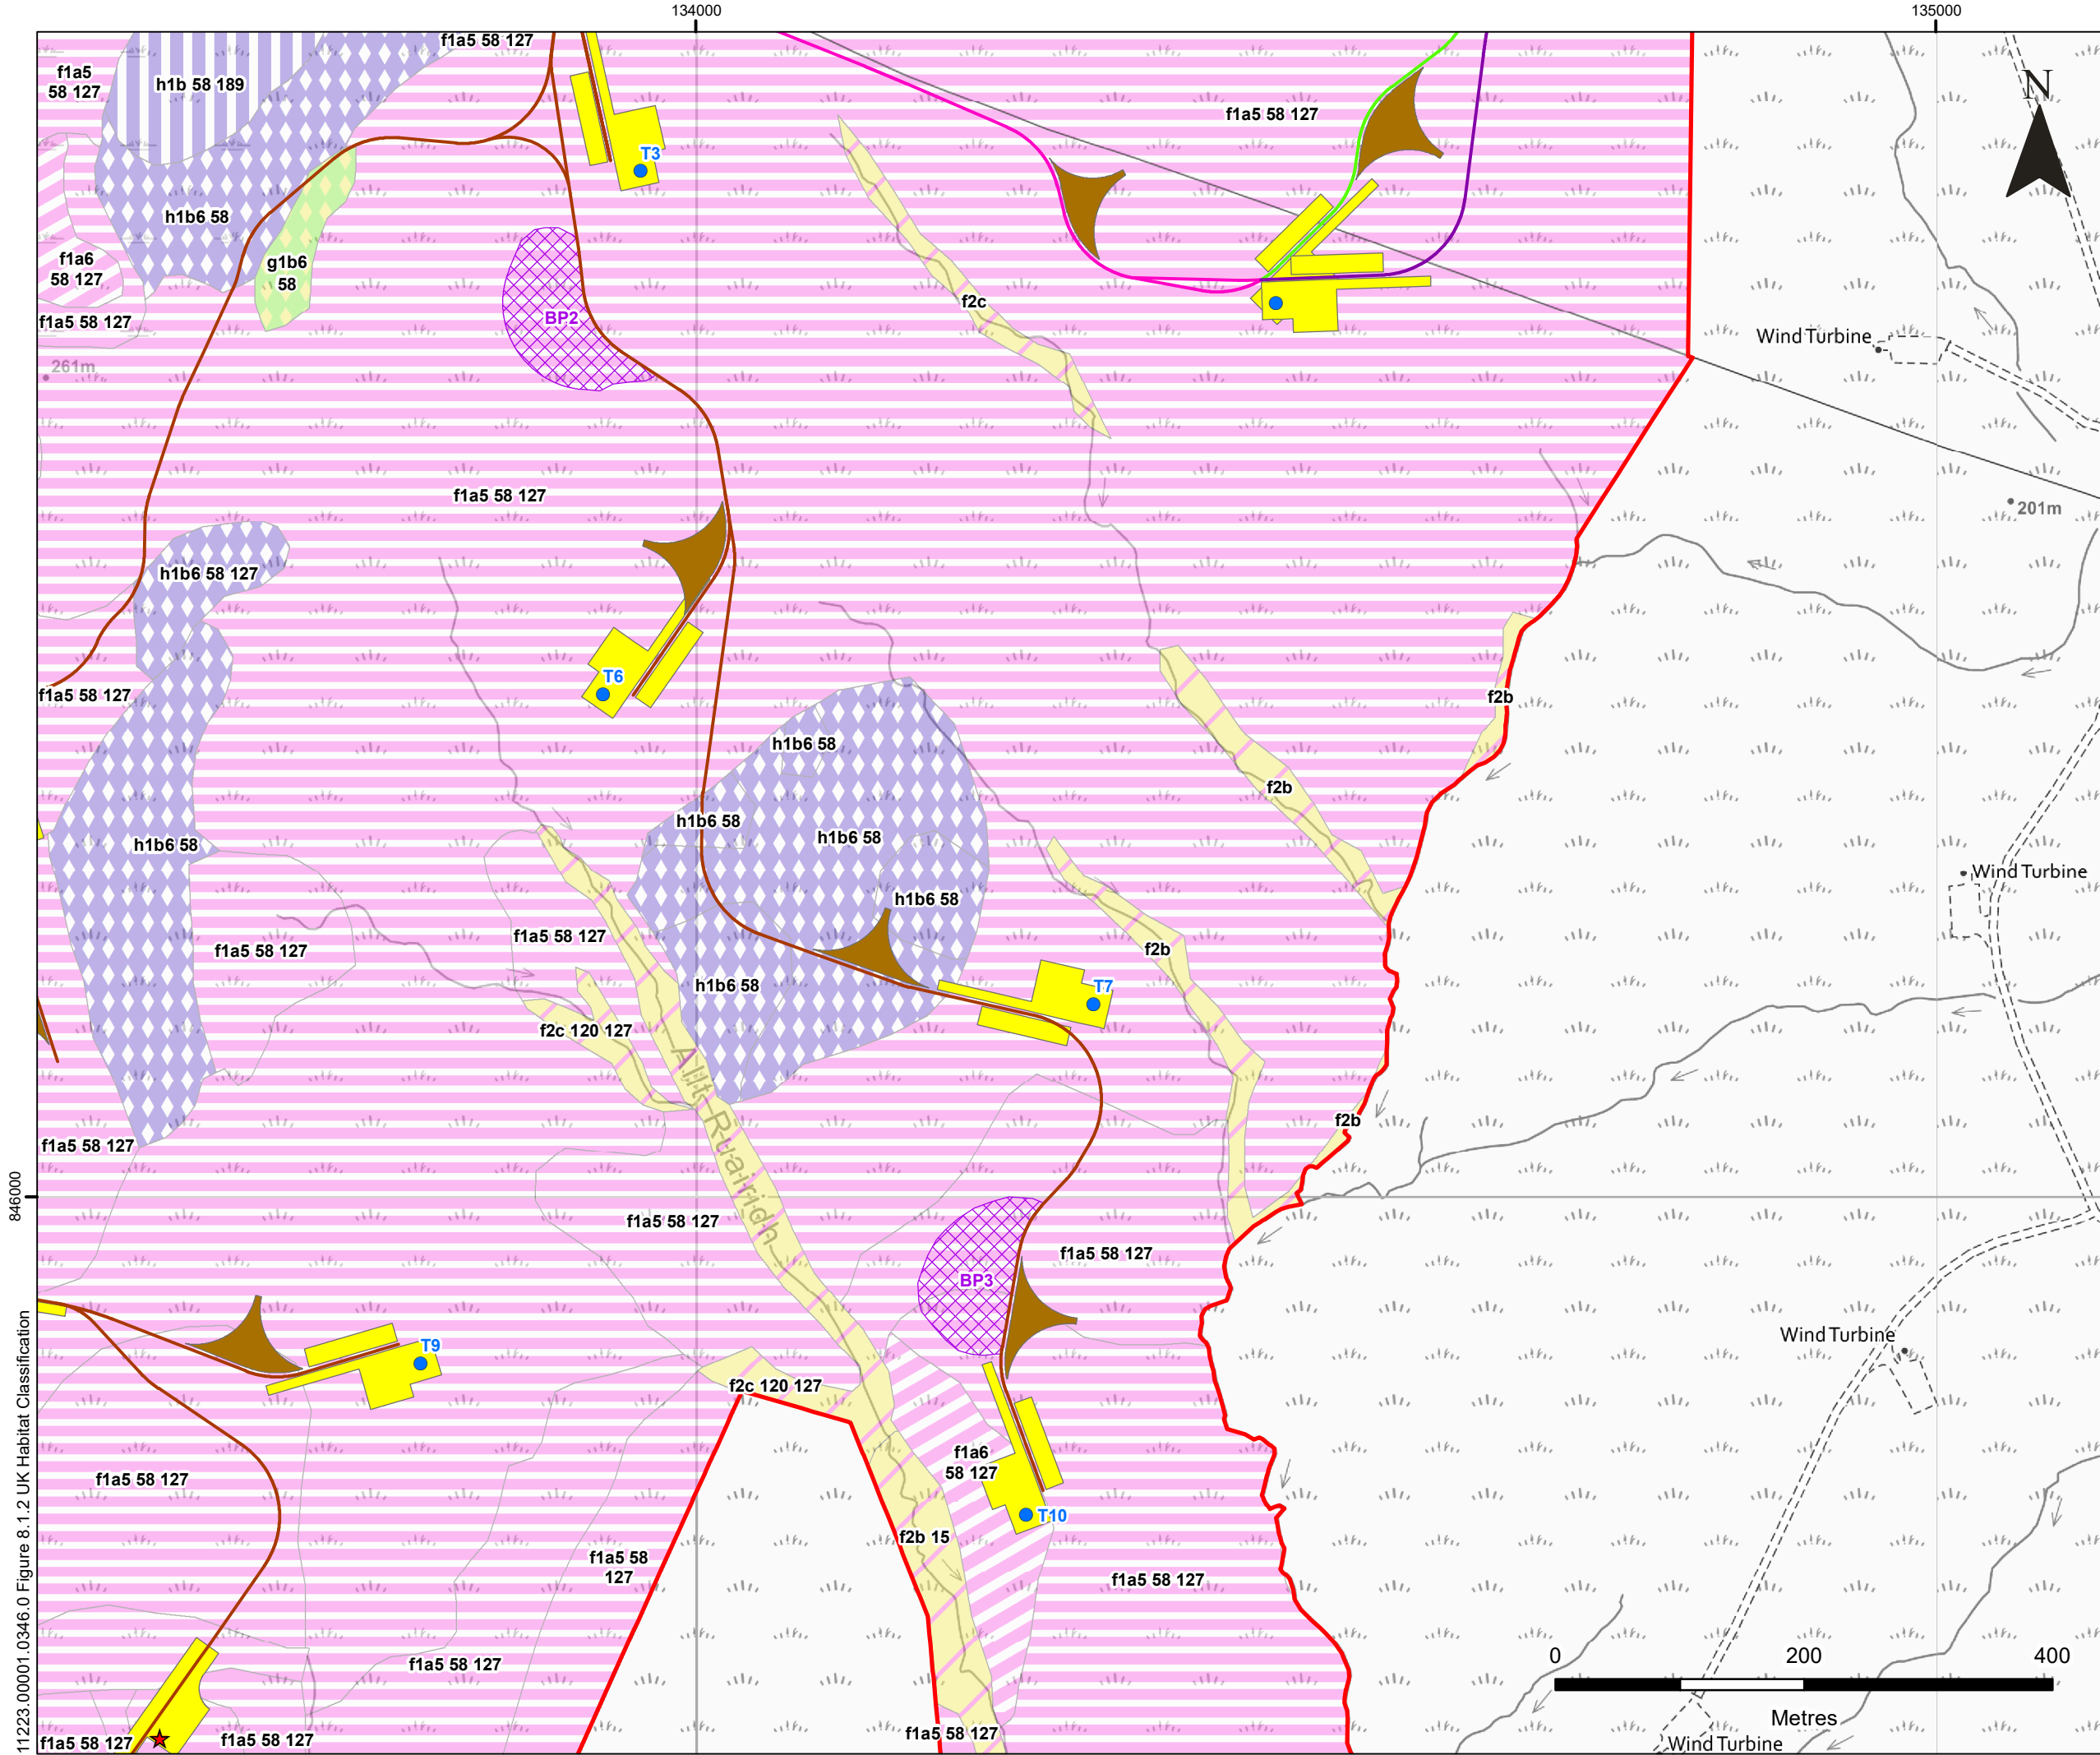 134000
135000
f1a5 58 127
f1a5
58 127
h1b 58 189
N
f1a5 58 127
T3
h1b6 58
f1a6
58 127
g1b6
58
f2c
BP2
f1a5 58 127
Wind Turbine
261m
f1a5 58 127
201m
h1b6 58 127
T6
f1a5 58 127
f2b
h1b6 58
f2b
h1b6 58
h1b6 58
h1b6 58
Wind Turbine
h1b6 58
f1a5 58 127
f1a5 58 127
f2b
h1b6 58
T7
f2c 120 127
Allt Ruairidh
f2b
f1a5 58 127
846000
f1a5 58 127
f1a5 58 127
BP3
T9
Wind Turbine
f2c 120 127
f1a6
58 127
f1a5 58 127
T10
f2b 15
f1a5 58
127
f1a5 58 127
0 200 400
f1a5 58 127
Metres
f1a5 58 127
f1a5 58 127
f1a5 58 127
Wind Turbine
11223.0001.0346.0 Figure 8.1.2 UK Habitat Classification